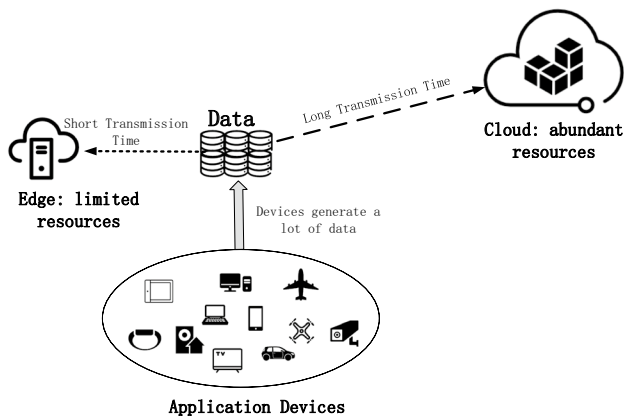 Data
Long Transmission Time
Short Transmission
Time
Cloud: abundant
resources
Edge: limited
resources
Devices generate a
lot of data
TV
Application Devices